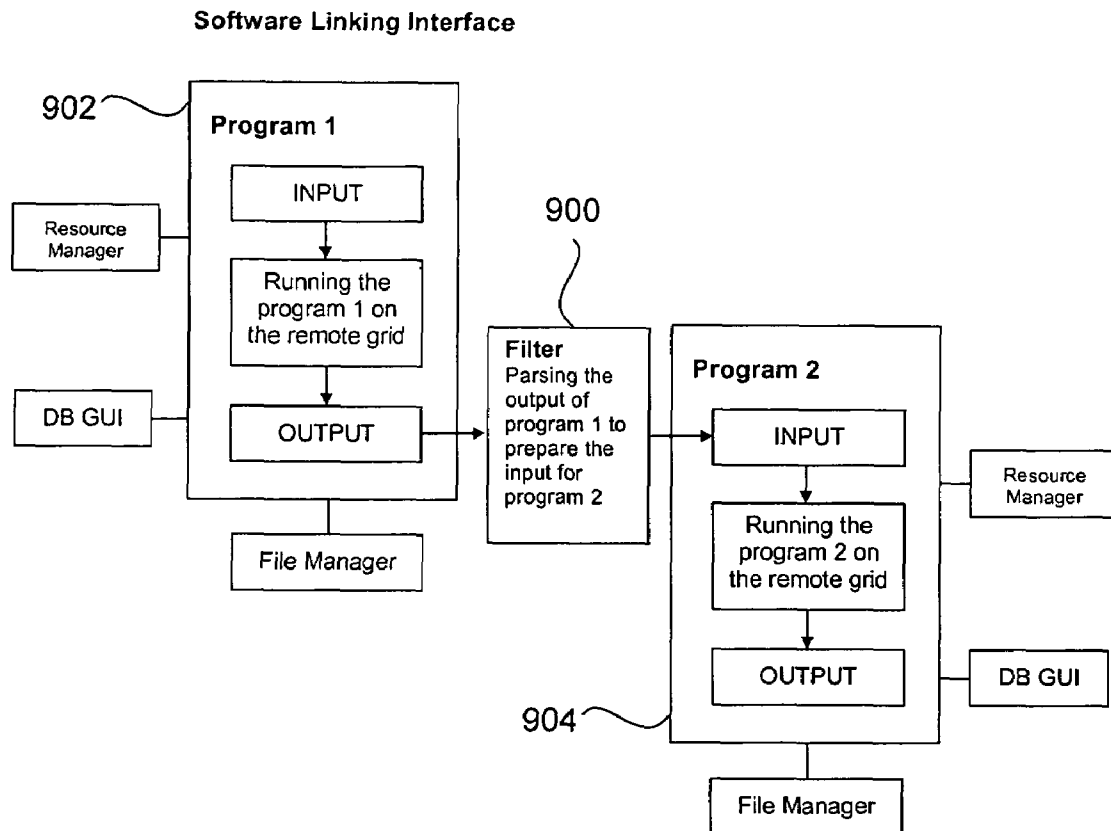 Software Linking Interface
902
Program 1
INPUT
Resource
Manager
Running the
program 1 on
the remote grid
DB GUI
OUTPUT
File Manager
900
Filter
Parsing the
output of
program 1 to
prepare the
input for
program 2
Program 2
INPUT
Resource
Manager
Running the
program 2 on
the remote grid
OUTPUT
DB GUI
904
File Manager